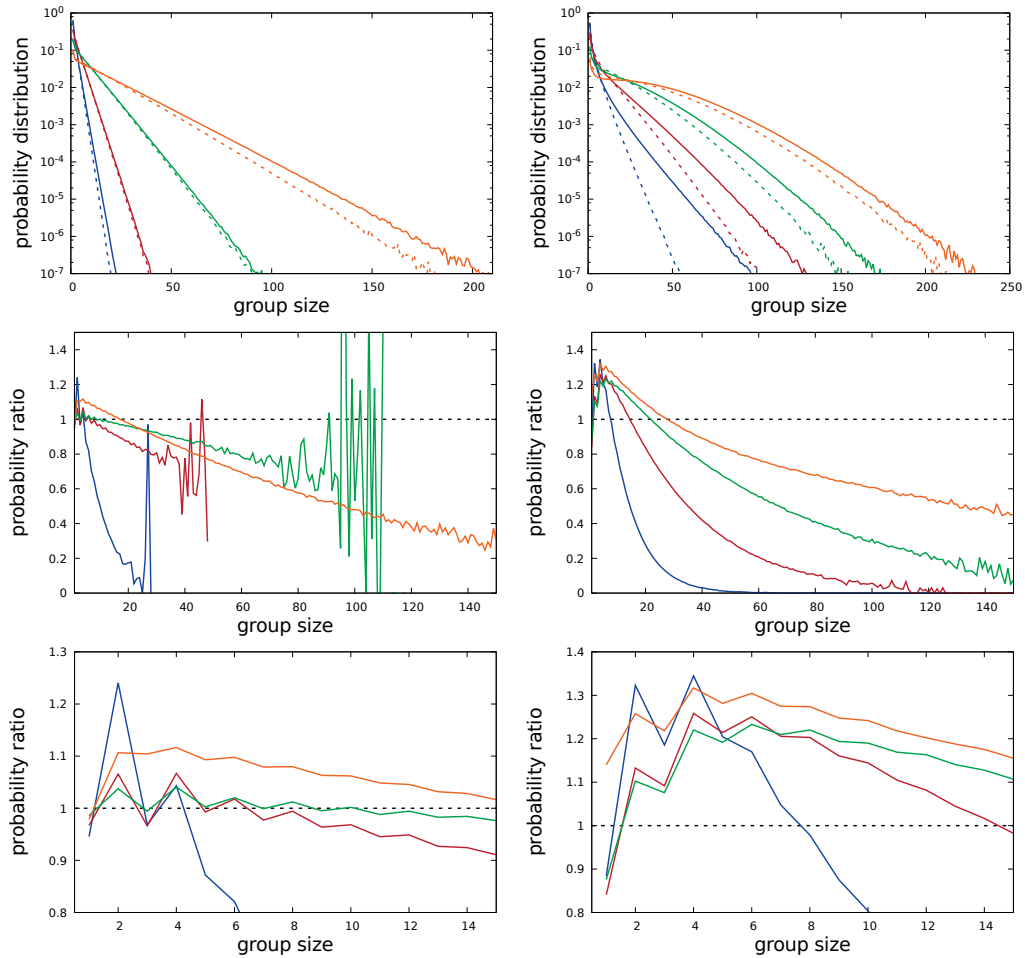 10^0
10^-1
10^-2
10^-3
10^-4
10^-5
10^-6
10^-7
probability distribution
0 50 100 150 200
group size
10^0
10^-1
10^-2
10^-3
10^-4
10^-5
10^-6
10^-7
probability distribution
0 50 100 150 200 250
group size
1.4
1.2
1
0.8
0.6
0.4
0.2
0
probability ratio
20 40 60 80 100 120 140
group size
1.4
1.2
1
0.8
0.6
0.4
0.2
0
probability ratio
20 40 60 80 100 120 140
group size
1.3
1.2
1.1
1
0.9
0.8
probability ratio
2 4 6 8 10 12 14
group size
1.4
1.3
1.2
1.1
1
0.9
0.8
probability ratio
2 4 6 8 10 12 14
group size